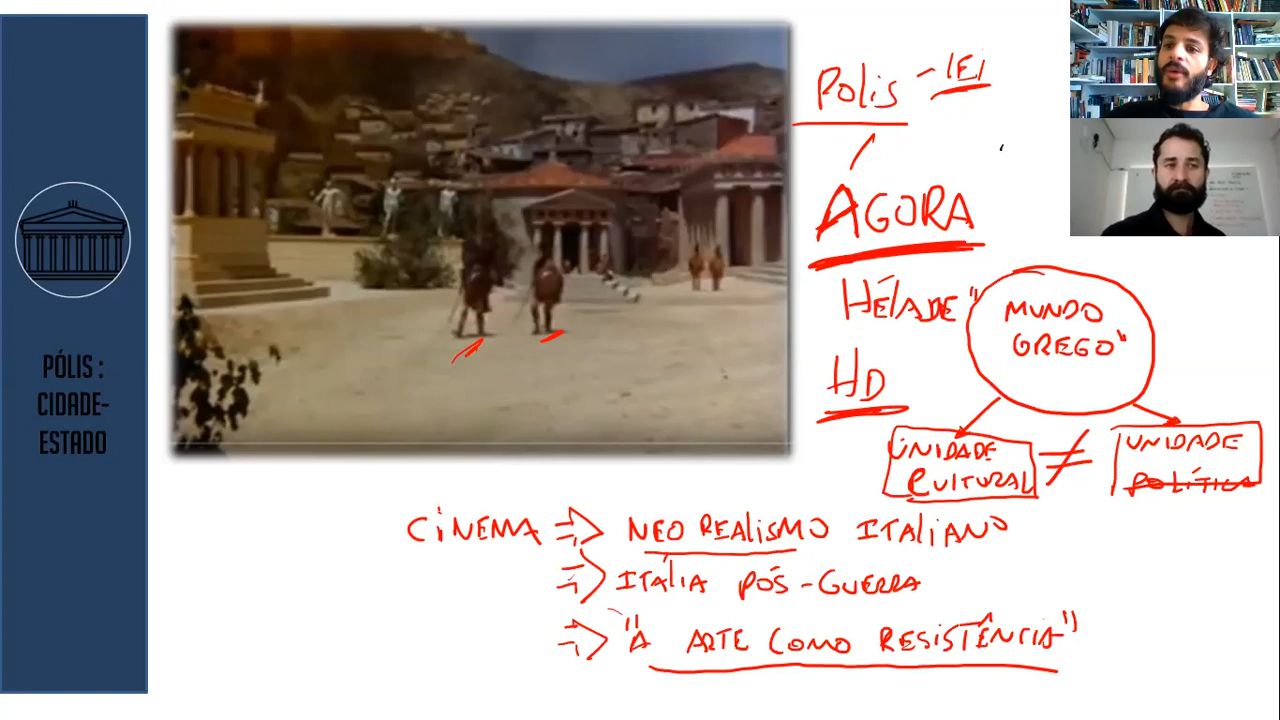 PÓLIS :
CIDADE-
ESTADO
Polis - lEi
ÁGORA
HÉlADE
"MUNDO
GREGO"
HD
UNIDADE
CUlTURAL
≠
UNIDADE
POLÍTICA
CiNEMA => NEO REALISMO ITALIANO
=> ITÁlIA PÓS-GUERRA
=> "A ARTE COMO RESISTÊNCIA"